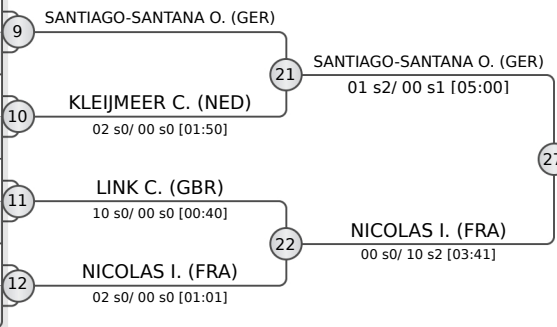 9
SANTIAGO-SANTANA O. (GER)
21
SANTIAGO-SANTANA O. (GER)
01 s2/ 00 s1 [05:00]
10
KLEIJMEER C. (NED)
02 s0/ 00 s0 [01:50]
27
11
LINK C. (GBR)
10 s0/ 00 s0 [00:40]
22
NICOLAS I. (FRA)
00 s0/ 10 s2 [03:41]
12
NICOLAS I. (FRA)
02 s0/ 00 s0 [01:01]